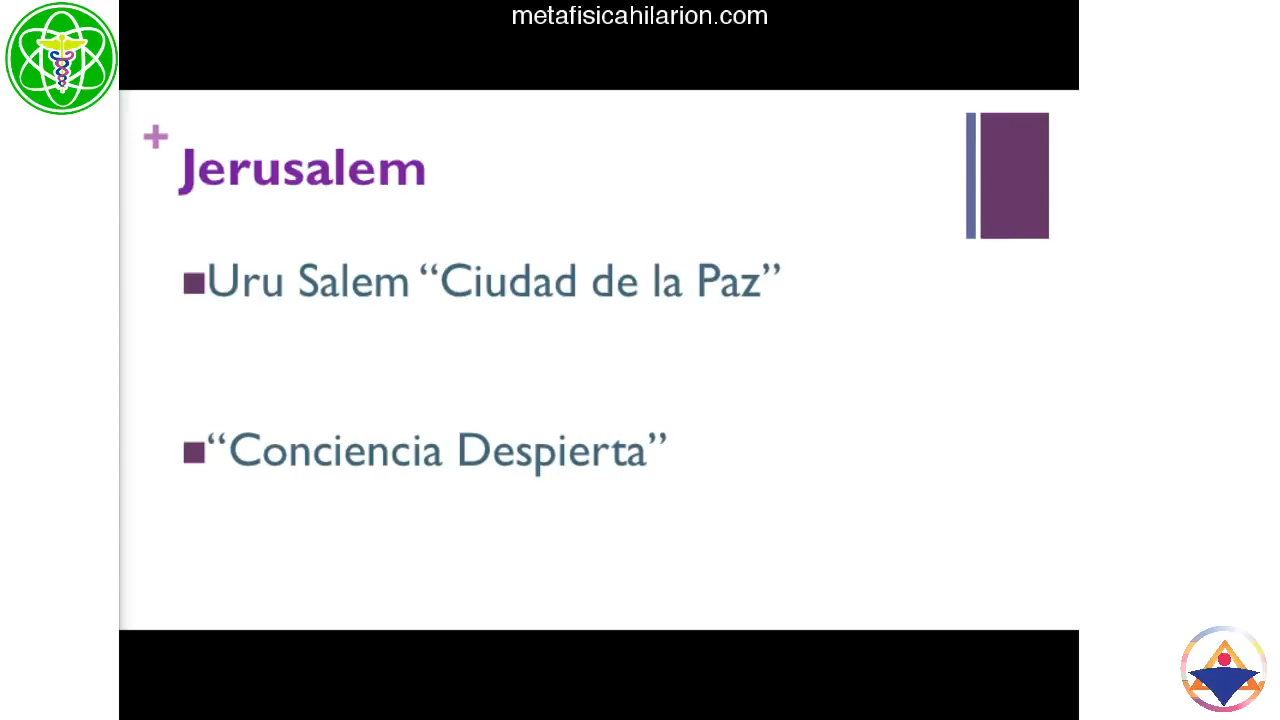 metafisicahilarion.com
+
Jerusalem
■Uru Salem “Ciudad de la Paz”
■“Conciencia Despierta”